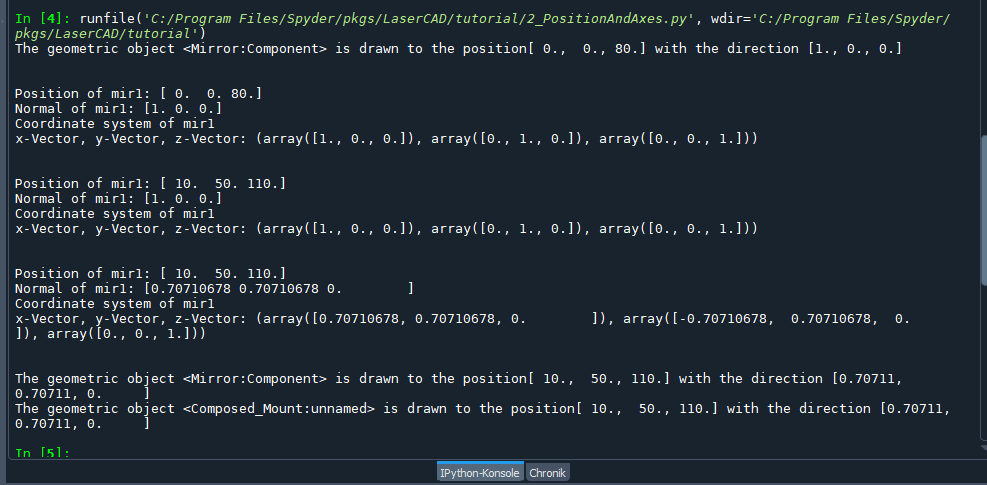 In [4]: runfile('C:/Program Files/Spyder/pkgs/LaserCAD/tutorial/2_PositionAndAxes.py', wdir='C:/Program Files/Spyder/
pkgs/LaserCAD/tutorial')
The geometric object <Mirror:Component> is drawn to the position[ 0.,  0., 80.] with the direction [1., 0., 0.]
Position of mir1: [ 0.  0. 80.]
Normal of mir1: [1. 0. 0.]
Coordinate system of mir1
x-Vector, y-Vector, z-Vector: (array([1., 0., 0.]), array([0., 1., 0.]), array([0., 0., 1.]))
Position of mir1: [ 10.  50. 110.]
Normal of mir1: [1. 0. 0.]
Coordinate system of mir1
x-Vector, y-Vector, z-Vector: (array([1., 0., 0.]), array([0., 1., 0.]), array([0., 0., 1.]))
Position of mir1: [ 10.  50. 110.]
Normal of mir1: [0.70710678 0.70710678 0.        ]
Coordinate system of mir1
x-Vector, y-Vector, z-Vector: (array([0.70710678, 0.70710678, 0.        ]), array([-0.70710678,  0.70710678,  0.
]), array([0., 0., 1.]))
The geometric object <Mirror:Component> is drawn to the position[ 10.,  50., 110.] with the direction [0.70711,
0.70711, 0.     ]
The geometric object <Composed_Mount:unnamed> is drawn to the position[ 10.,  50., 110.] with the direction [0.70711,
0.70711, 0.     ]
In [5]:
IPython-Konsole Chronik